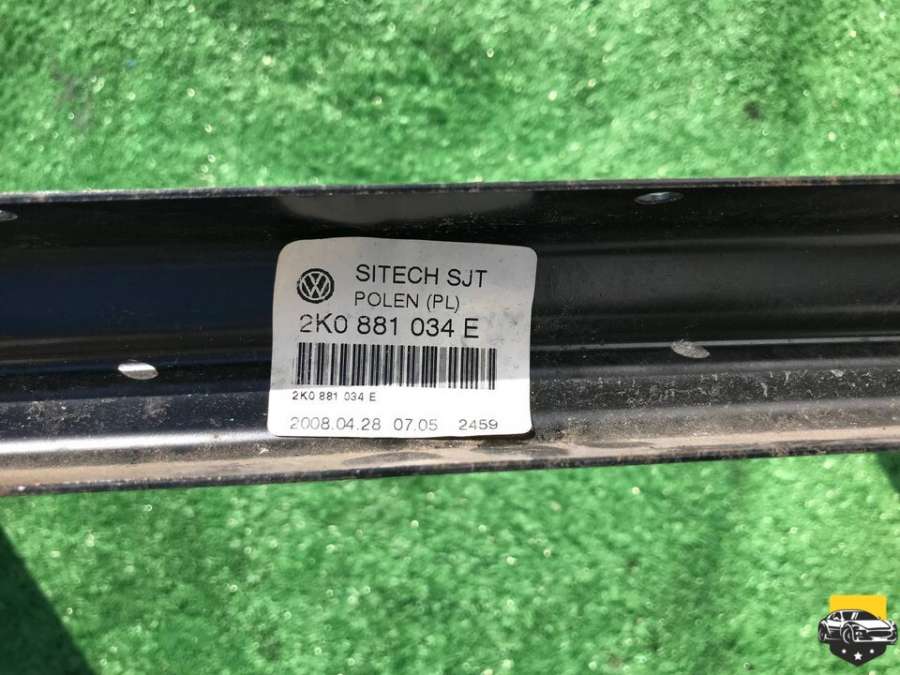 SITECH SJT
POLEN (PL)
2K0 881 034 E
2K0 881 034 E
2008.04.28 07.05 2459